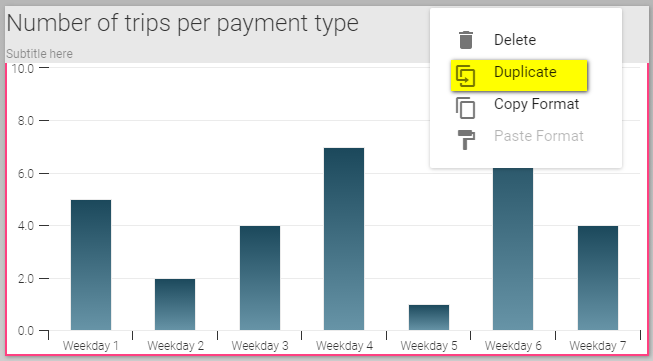 Number of trips per payment type
Subtitle here
Delete
Duplicate
Copy Format
Paste Format
10.0
8.0
6.0
4.0
2.0
0.0
Weekday 1 Weekday 2 Weekday 3 Weekday 4 Weekday 5 Weekday 6 Weekday 7